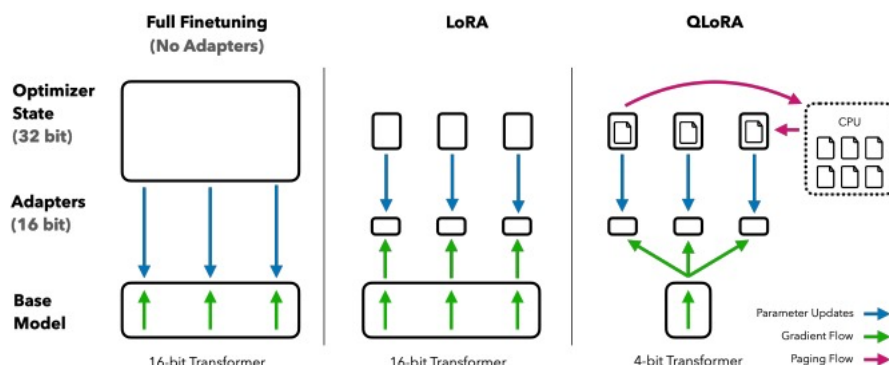 Full Finetuning
(No Adapters)
LoRA
QLoRA
Optimizer
State
(32 bit)
CPU
Adapters
(16 bit)
Base
Model
Parameter Updates
Gradient Flow
Paging Flow
16-bit Transformer
16-bit Transformer
4-bit Transformer